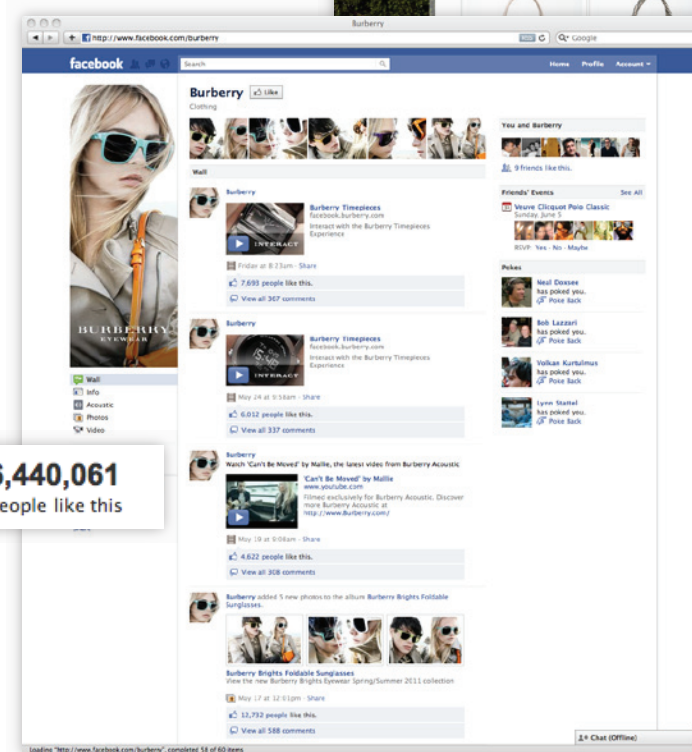 Burberry
http://www.facebook.com/burberry
Google
facebook
Search
Home Profile Account
Burberry Like
Clothing
Wall
Burberry
Burberry Timepieces
facebook.burberry.com
Interact with the Burberry Timepieces
Experience
INTERACT
Friday at 8:23am · Share
7,693 people like this.
View all 367 comments
Burberry
Burberry Timepieces
facebook.burberry.com
Interact with the Burberry Timepieces
Experience
INTERACT
May 24 at 9:58am · Share
6,012 people like this.
View all 337 comments
Burberry
Watch 'Can't Be Moved' by Mallie, the latest video from Burberry Acoustic
'Can't Be Moved' by Mallie
www.youtube.com
Filmed exclusively for Burberry Acoustic. Discover
more Burberry Acoustic at
http://www.Burberry.com/
May 19 at 9:08am · Share
4,622 people like this.
View all 308 comments
Burberry added 5 new photos to the album Burberry Brights Foldable
Sunglasses.
Burberry Brights Foldable Sunglasses
View the new Burberry Brights Eyewear Spring/Summer 2011 collection
May 17 at 12:01pm · Share
12,732 people like this.
View all 588 comments
BURBERRY
EYEWEAR
Wall
Info
Acoustic
Photos
Video
6,440,061
people like this
You and Burberry
9 friends like this.
Friends' Events See All
Veuve Clicquot Polo Classic
Sunday, June 5
RSVP: Yes · No · Maybe
Pokes
Neal Doxsee
has poked you.
Poke Back
Bob Lazzari
has poked you.
Poke Back
Volkan Kurtulmus
has poked you.
Poke Back
Lynn Stattel
has poked you.
Poke Back
Chat (Offline)
Loading "http://www.facebook.com/burberry", completed 58 of 60 items